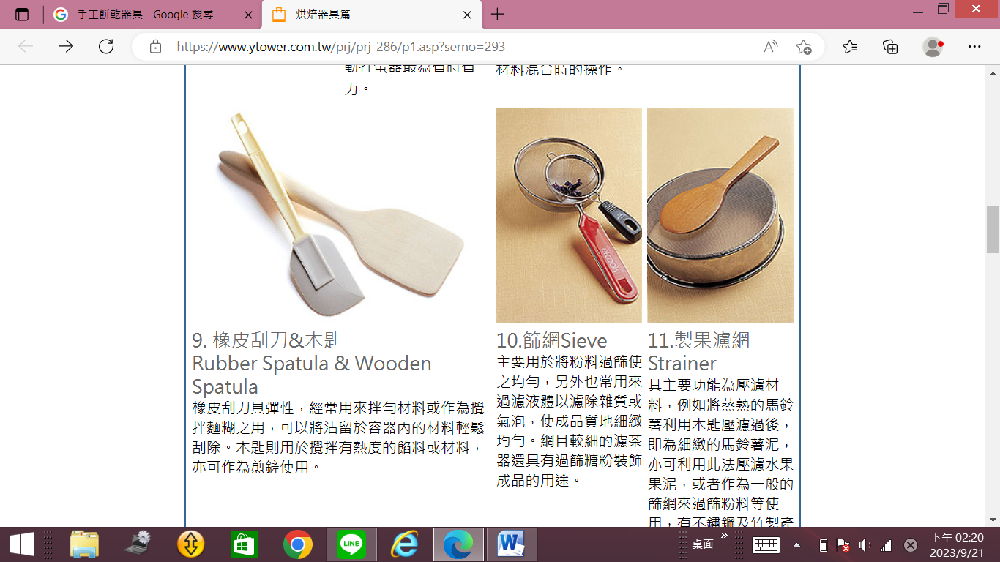 手工餅乾器具 - Google 搜尋
烘焙器具篇
https://www.ytower.com.tw/prj/prj_286/p1.asp?serno=293
動打蛋器最為省時省
力。
材料混合時的操作。
9. 橡皮刮刀&木匙
Rubber Spatula & Wooden
Spatula
橡皮刮刀具彈性，經常用來拌勻材料或作為攪
拌麵糊之用，可以將沾留於容器內的材料輕鬆
刮除。木匙則用於攪拌有熱度的餡料或材料，
亦可作為煎鏟使用。
10.篩網Sieve
主要用於將粉料過篩使
之均勻，另外也常用來
過濾液體以濾除雜質或
氣泡，使成品質地細緻
均勻。網目較細的濾茶
器還具有過篩糖粉裝飾
成品的用途。
11.製果濾網
Strainer
其主要功能為壓濾材
料，例如將蒸熟的馬鈴
薯利用木匙壓濾過後，
即為細緻的馬鈴薯泥，
亦可利用此法壓濾水果
果泥，或者作為一般的
篩網來過篩粉料等使
用，有不鏽鋼及竹製產
LINE
桌面
下午 02:20
2023/9/21